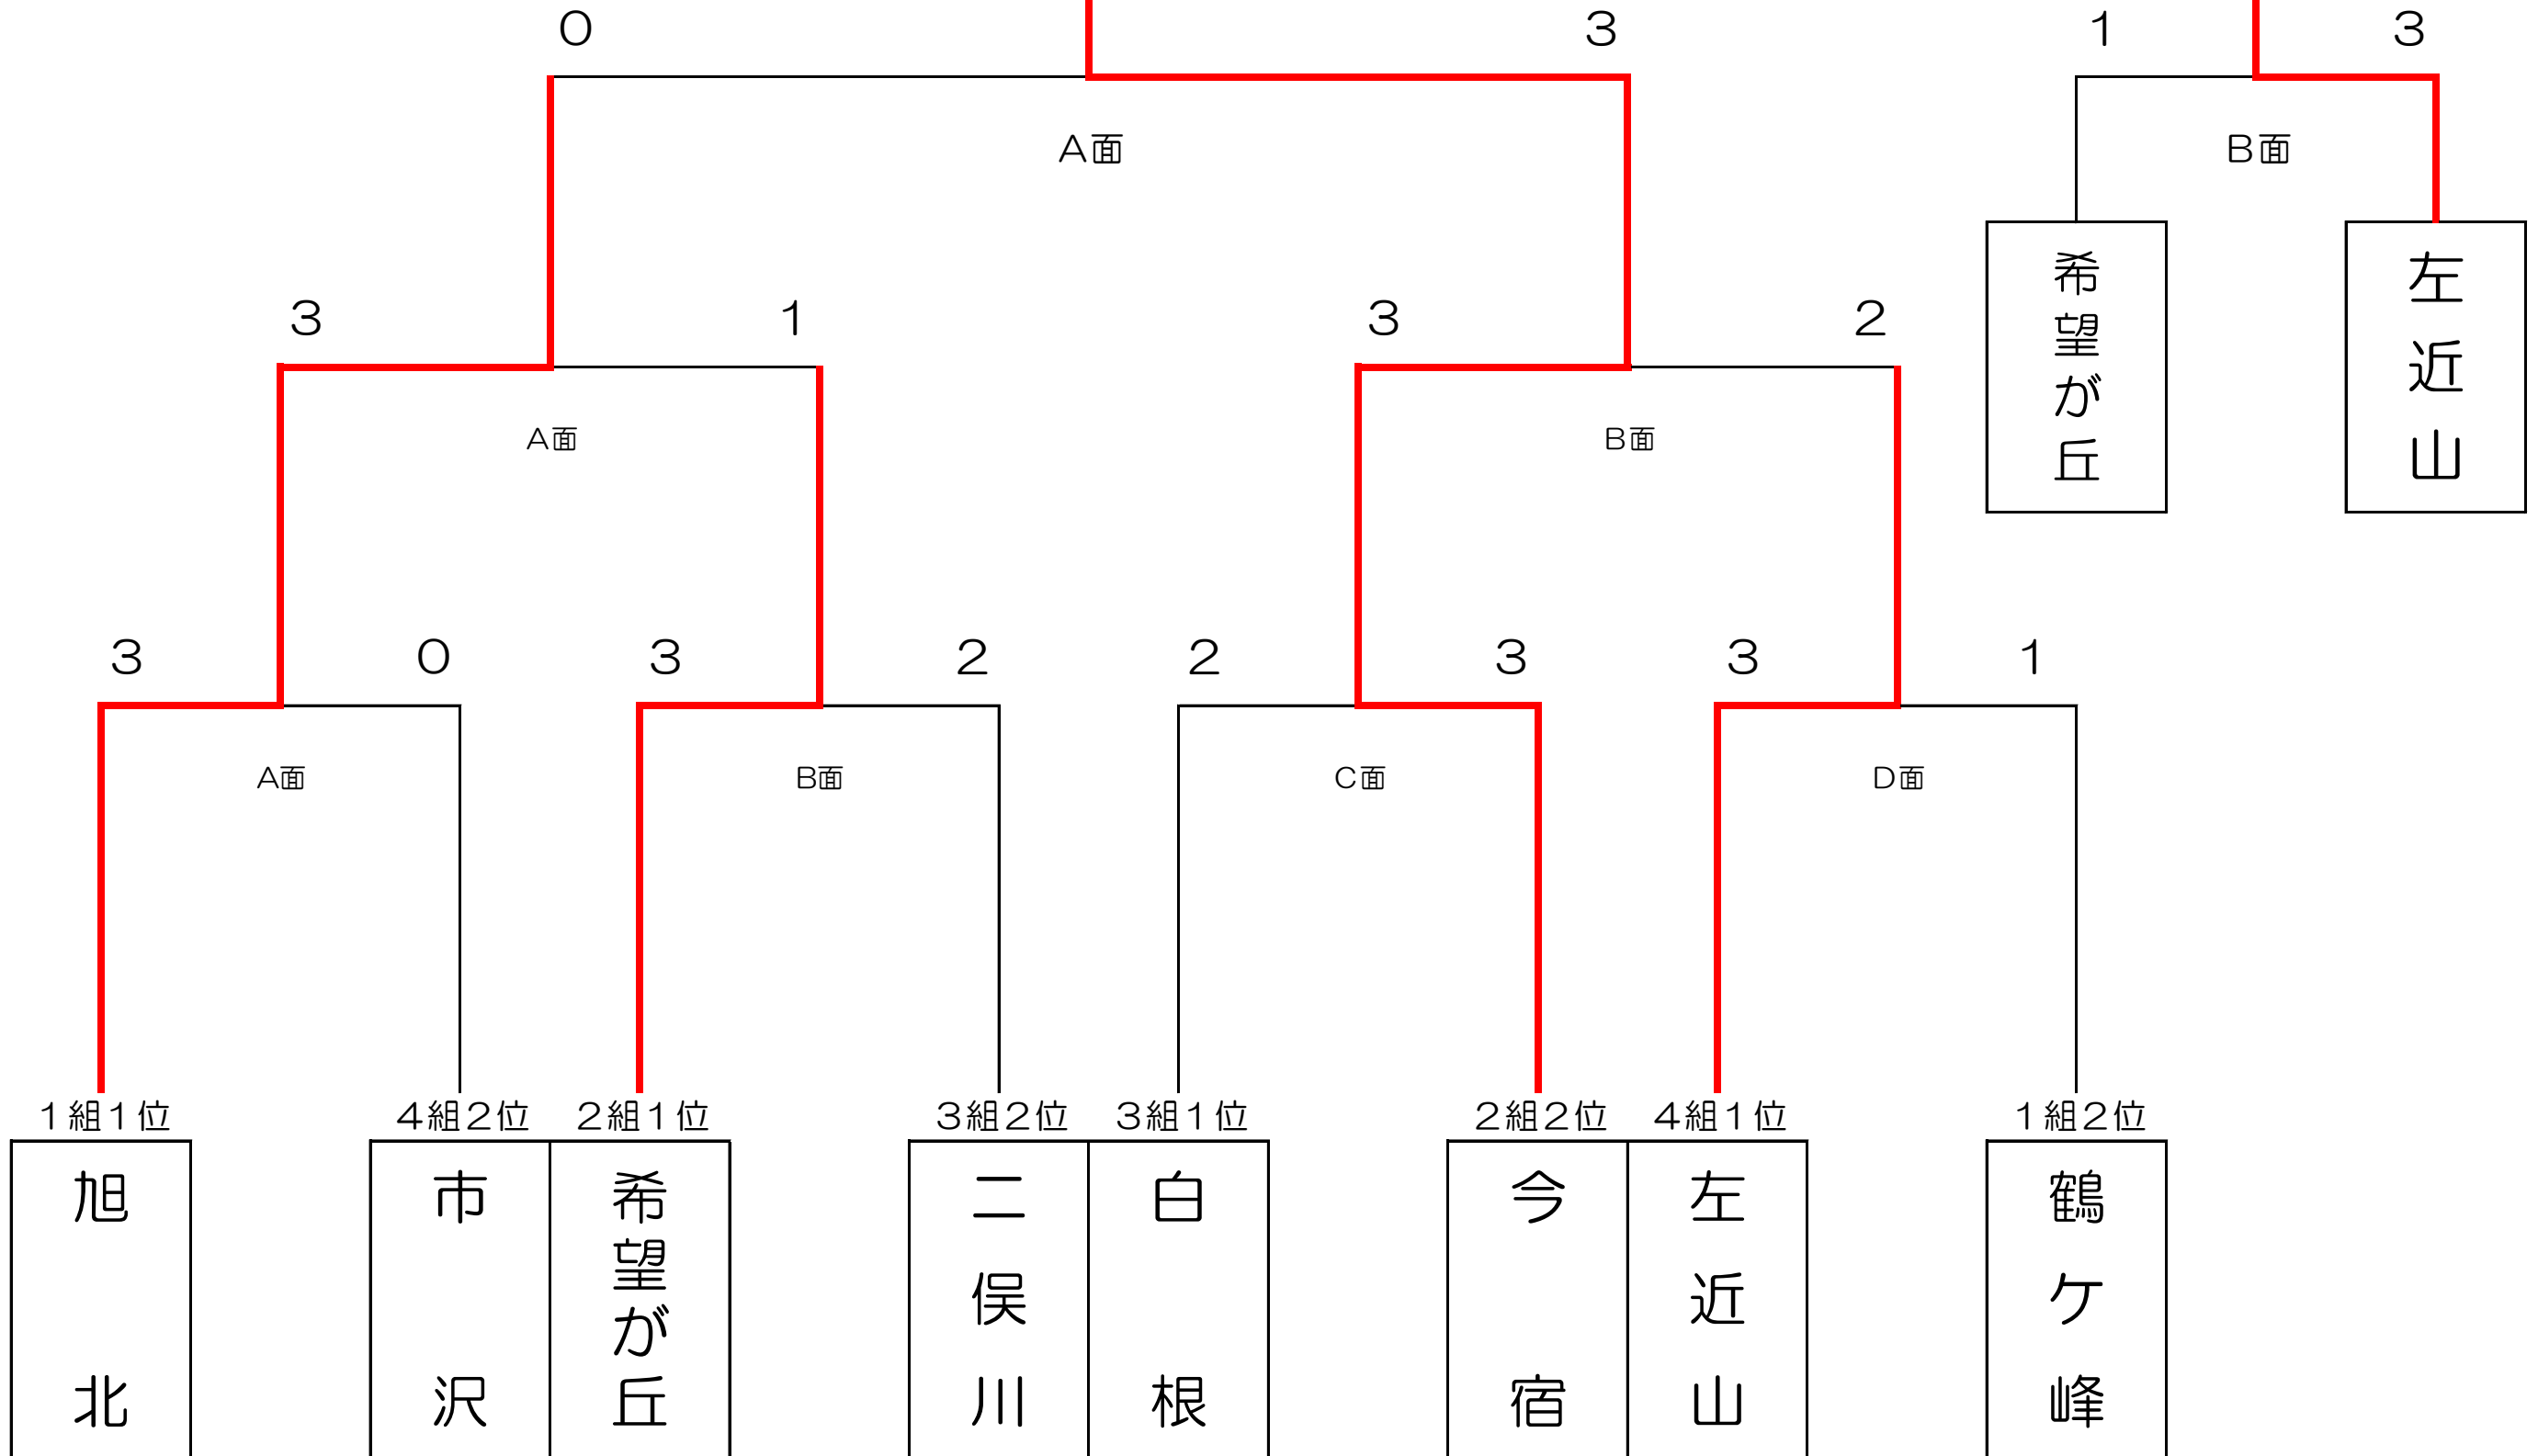 ０ ３ １ ３
Ａ面 Ｂ面
希望が丘 左近山
３ １ ３ ２
Ａ面 Ｂ面
３ ０ ３ ２ ２ ３ ３ １
Ａ面 Ｂ面 Ｃ面 Ｄ面
１組１位 ４組２位 ２組１位 ３組２位 ３組１位 ２組２位 ４組１位 １組２位
旭北 市沢 希望が丘 二俣川 白根 今宿 左近山 鶴ケ峰